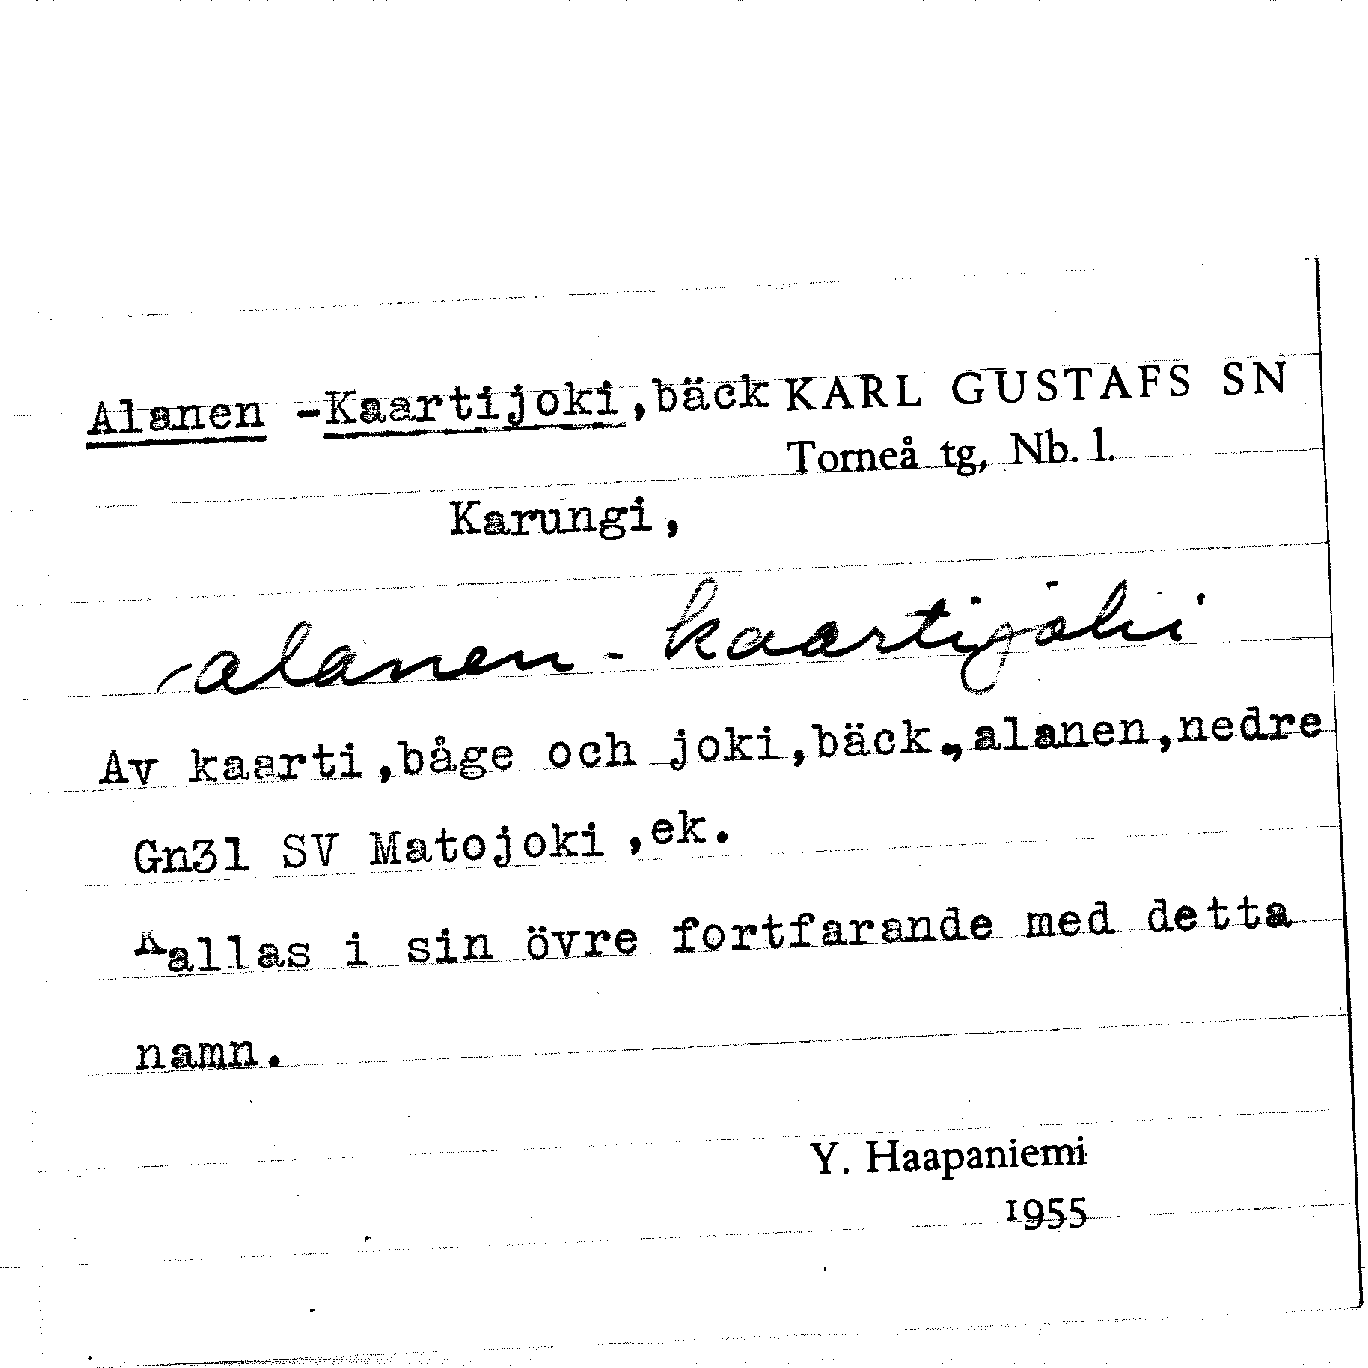 Alanen -Kaartijoki,bäck KARL GUSTAFS SN
Torneå tg, Nb. l.
Karungi,
alanen - kaartijoki
Av kaarti,båge och joki,bäck.,alanen,nedre
Gn31 SV Matojoki ,ek.
Kallas i sin övre fortfarande med detta
namn.
Y. Haapaniemi
1955